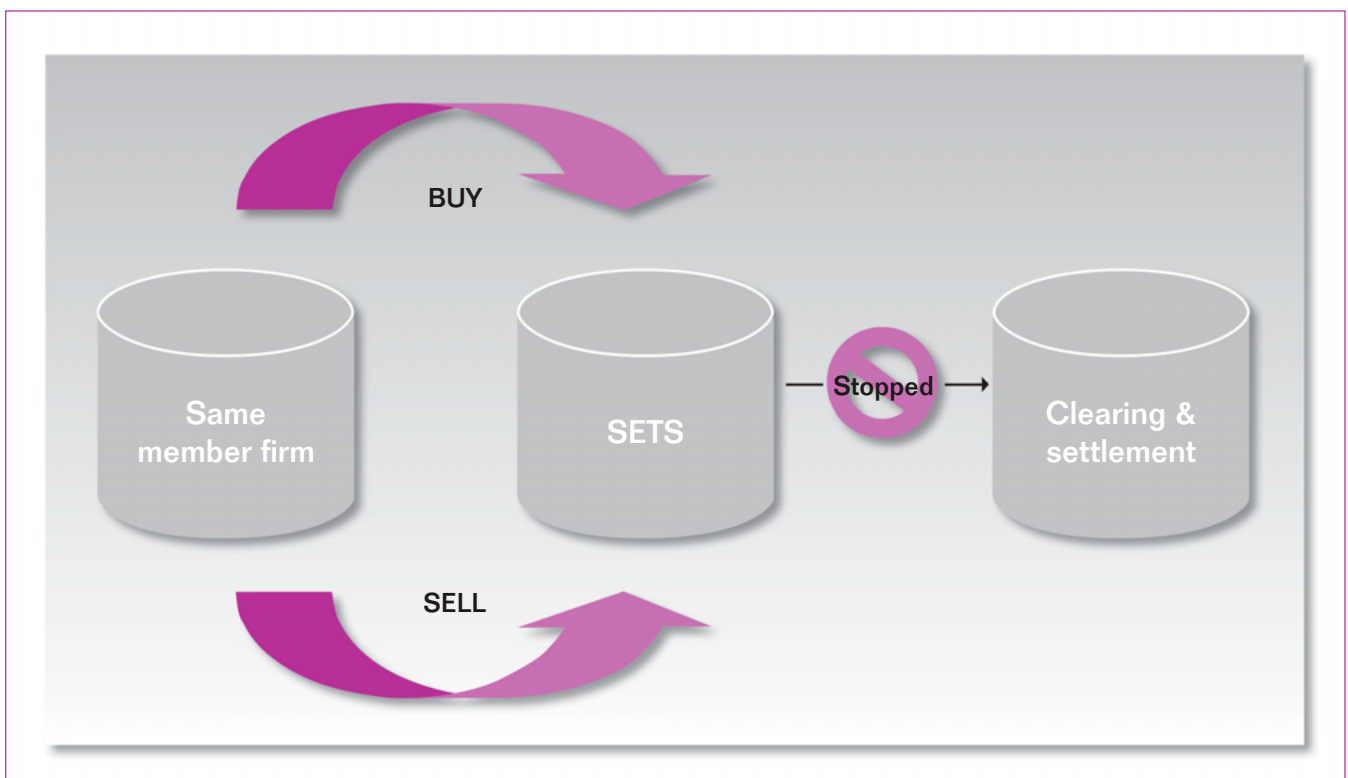 BUY
Same
member firm
SETS
Stopped
Clearing &
settlement
SELL